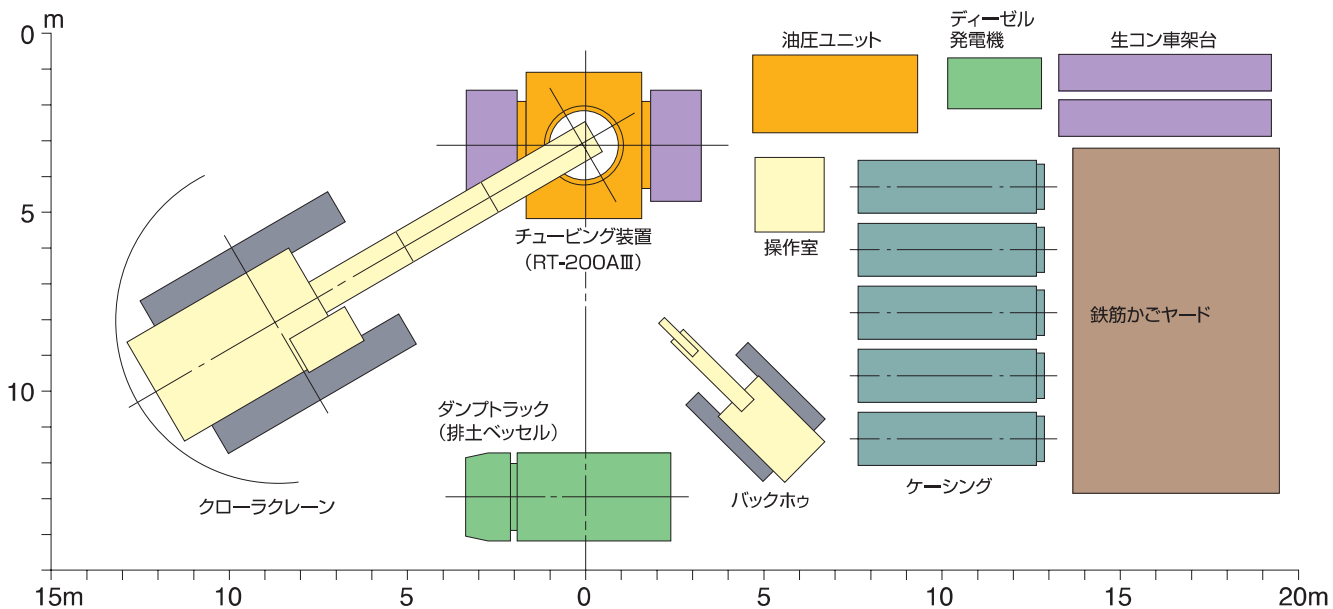 m
0
5
10
油圧ユニット
ディーゼル
発電機
生コン車架台
チュービング装置
（RT-200AⅢ）
操作室
鉄筋かごヤード
ダンプトラック
（排土ベッセル）
クローラクレーン
バックホゥ
ケーシング
15m 10 5 0 5 10 15 20m